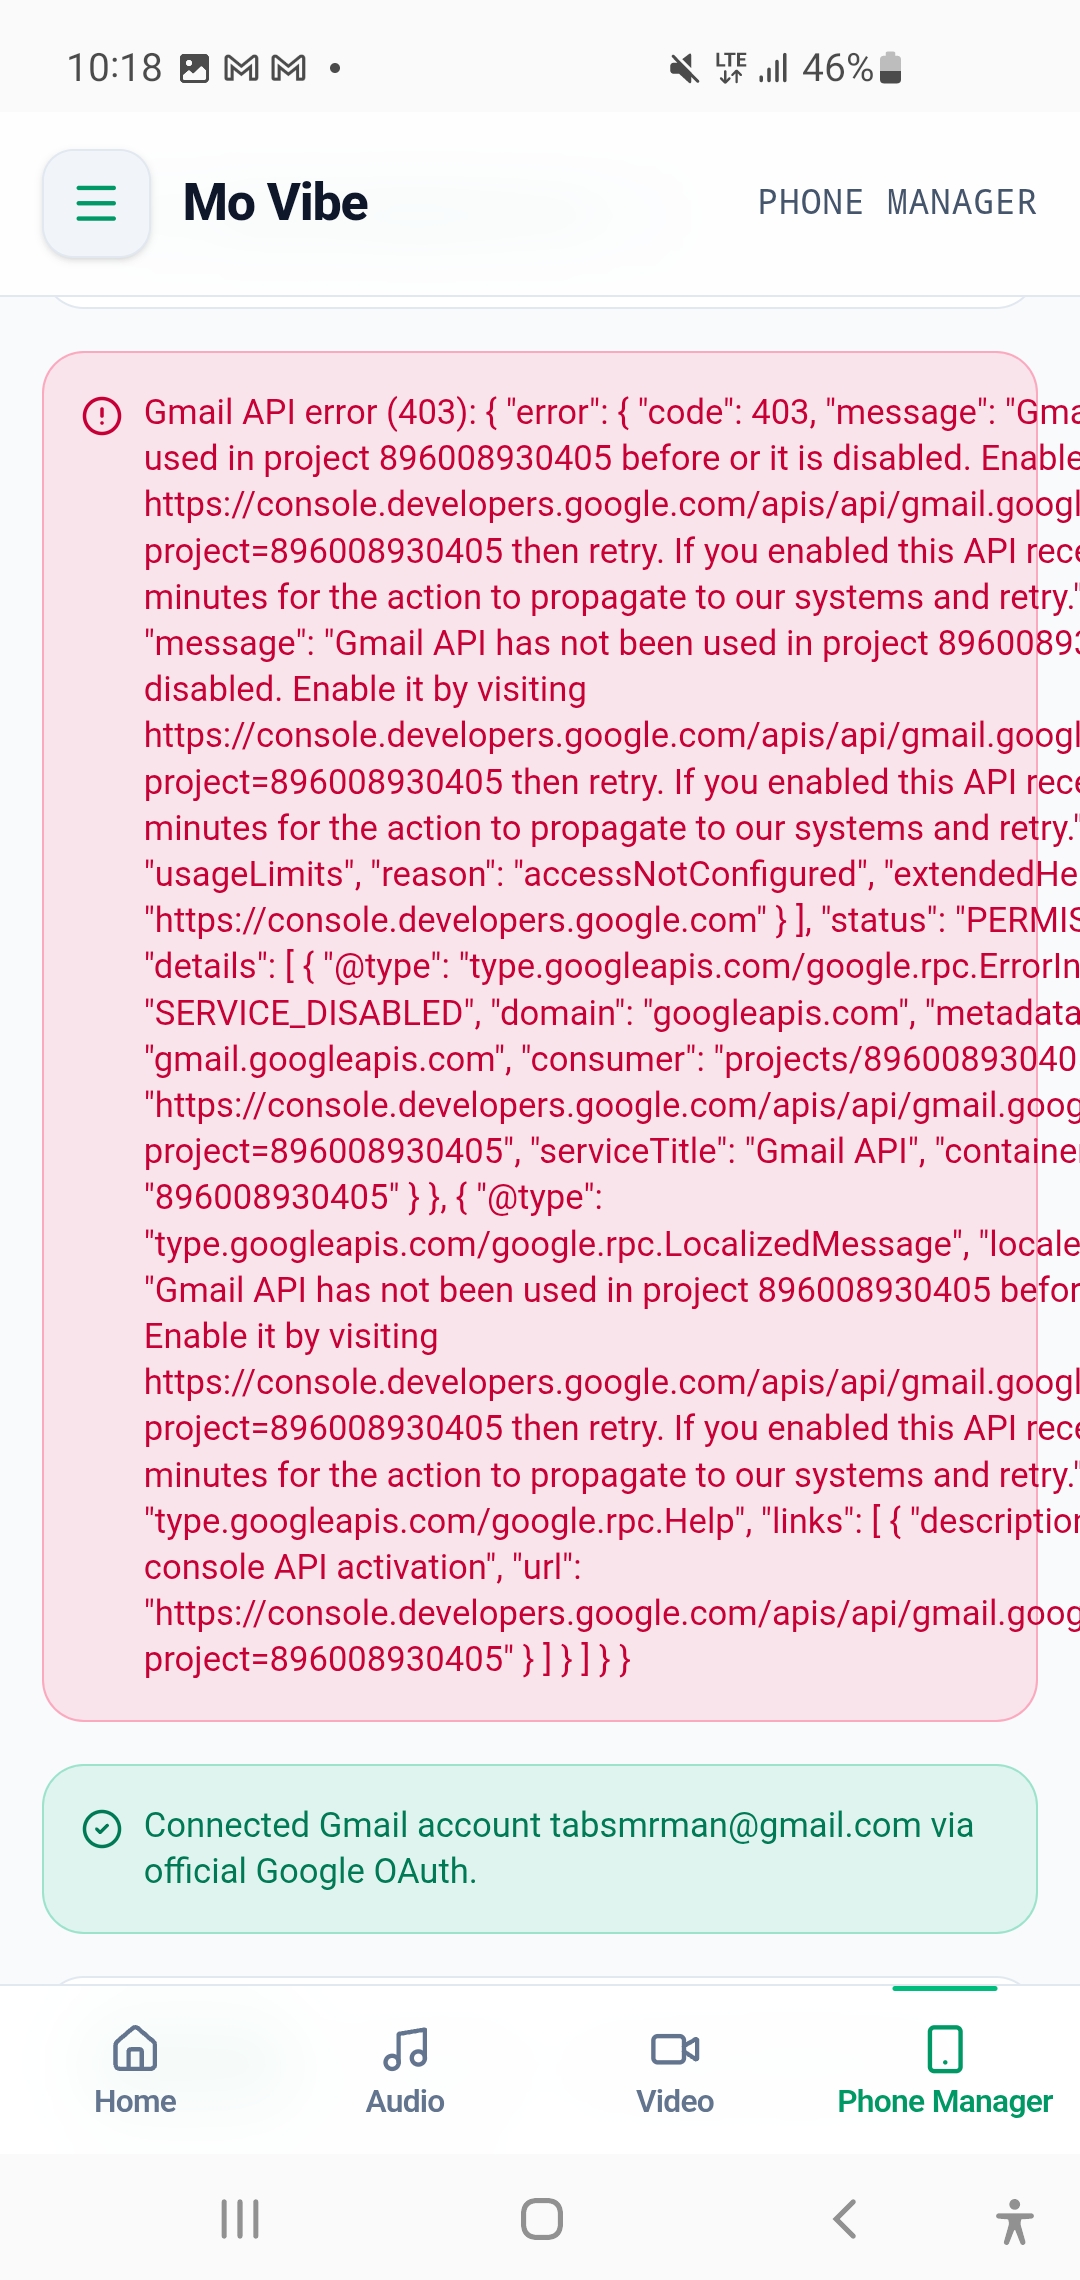 10:18
LTE
46%
Mo Vibe
PHONE MANAGER
Gmail API error (403): { "error": { "code": 403, "message": "Gma
used in project 896008930405 before or it is disabled. Enable
https://console.developers.google.com/apis/api/gmail.googl
project=896008930405 then retry. If you enabled this API rece
minutes for the action to propagate to our systems and retry."
"message": "Gmail API has not been used in project 89600893
disabled. Enable it by visiting
https://console.developers.google.com/apis/api/gmail.googl
project=896008930405 then retry. If you enabled this API rece
minutes for the action to propagate to our systems and retry."
"usageLimits", "reason": "accessNotConfigured", "extendedHe
"https://console.developers.google.com" } ], "status": "PERMIS
"details": [ { "@type": "type.googleapis.com/google.rpc.ErrorIn
"SERVICE_DISABLED", "domain": "googleapis.com", "metadata
"gmail.googleapis.com", "consumer": "projects/89600893040
"https://console.developers.google.com/apis/api/gmail.goog
project=896008930405", "serviceTitle": "Gmail API", "container
"896008930405" } }, { "@type":
"type.googleapis.com/google.rpc.LocalizedMessage", "locale
"Gmail API has not been used in project 896008930405 befor
Enable it by visiting
https://console.developers.google.com/apis/api/gmail.googl
project=896008930405 then retry. If you enabled this API rece
minutes for the action to propagate to our systems and retry."
"type.googleapis.com/google.rpc.Help", "links": [ { "description
console API activation", "url":
"https://console.developers.google.com/apis/api/gmail.goog
project=896008930405" } ] } ] } }
Connected Gmail account tabsmrman@gmail.com via
official Google OAuth.
Home
Audio
Video
Phone Manager